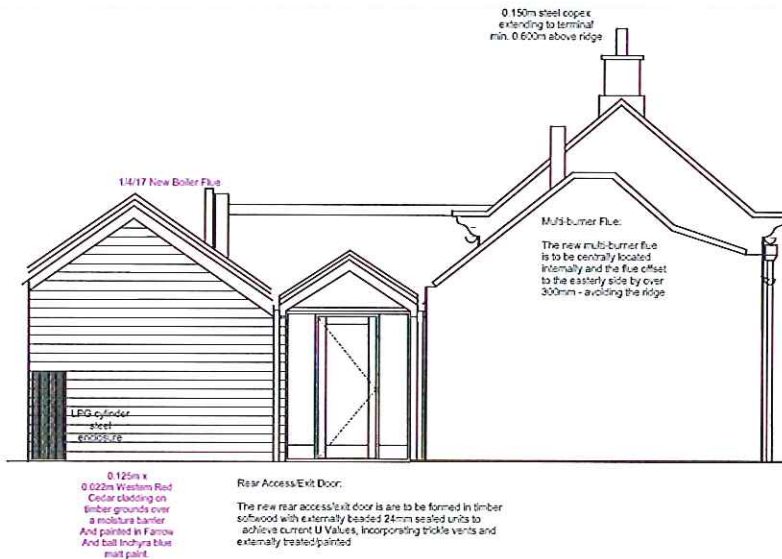 0.150m steel copex
extending to terminal
min. 0.600m above ridge
1/4/17 New Boiler Flue
Multi-burner Flue:
The new multi-burner flue
is to be centrally located
internally and the flue offset
to the easterly side by over
300mm - avoiding the ridge
LPG cylinder
steel
enclosure
0.125m x
0.022m Western Red
Cedar cladding on
timber grounds over
a moisture barrier
And painted in Farrow
And ball Inchyra blue
matt paint.
Rear Access/Exit Door:
The new rear access/exit door is are to be formed in timber
softwood with externally beaded 24mm sealed units to
achieve current U Values, incorporating trickle vents and
externally treated/painted